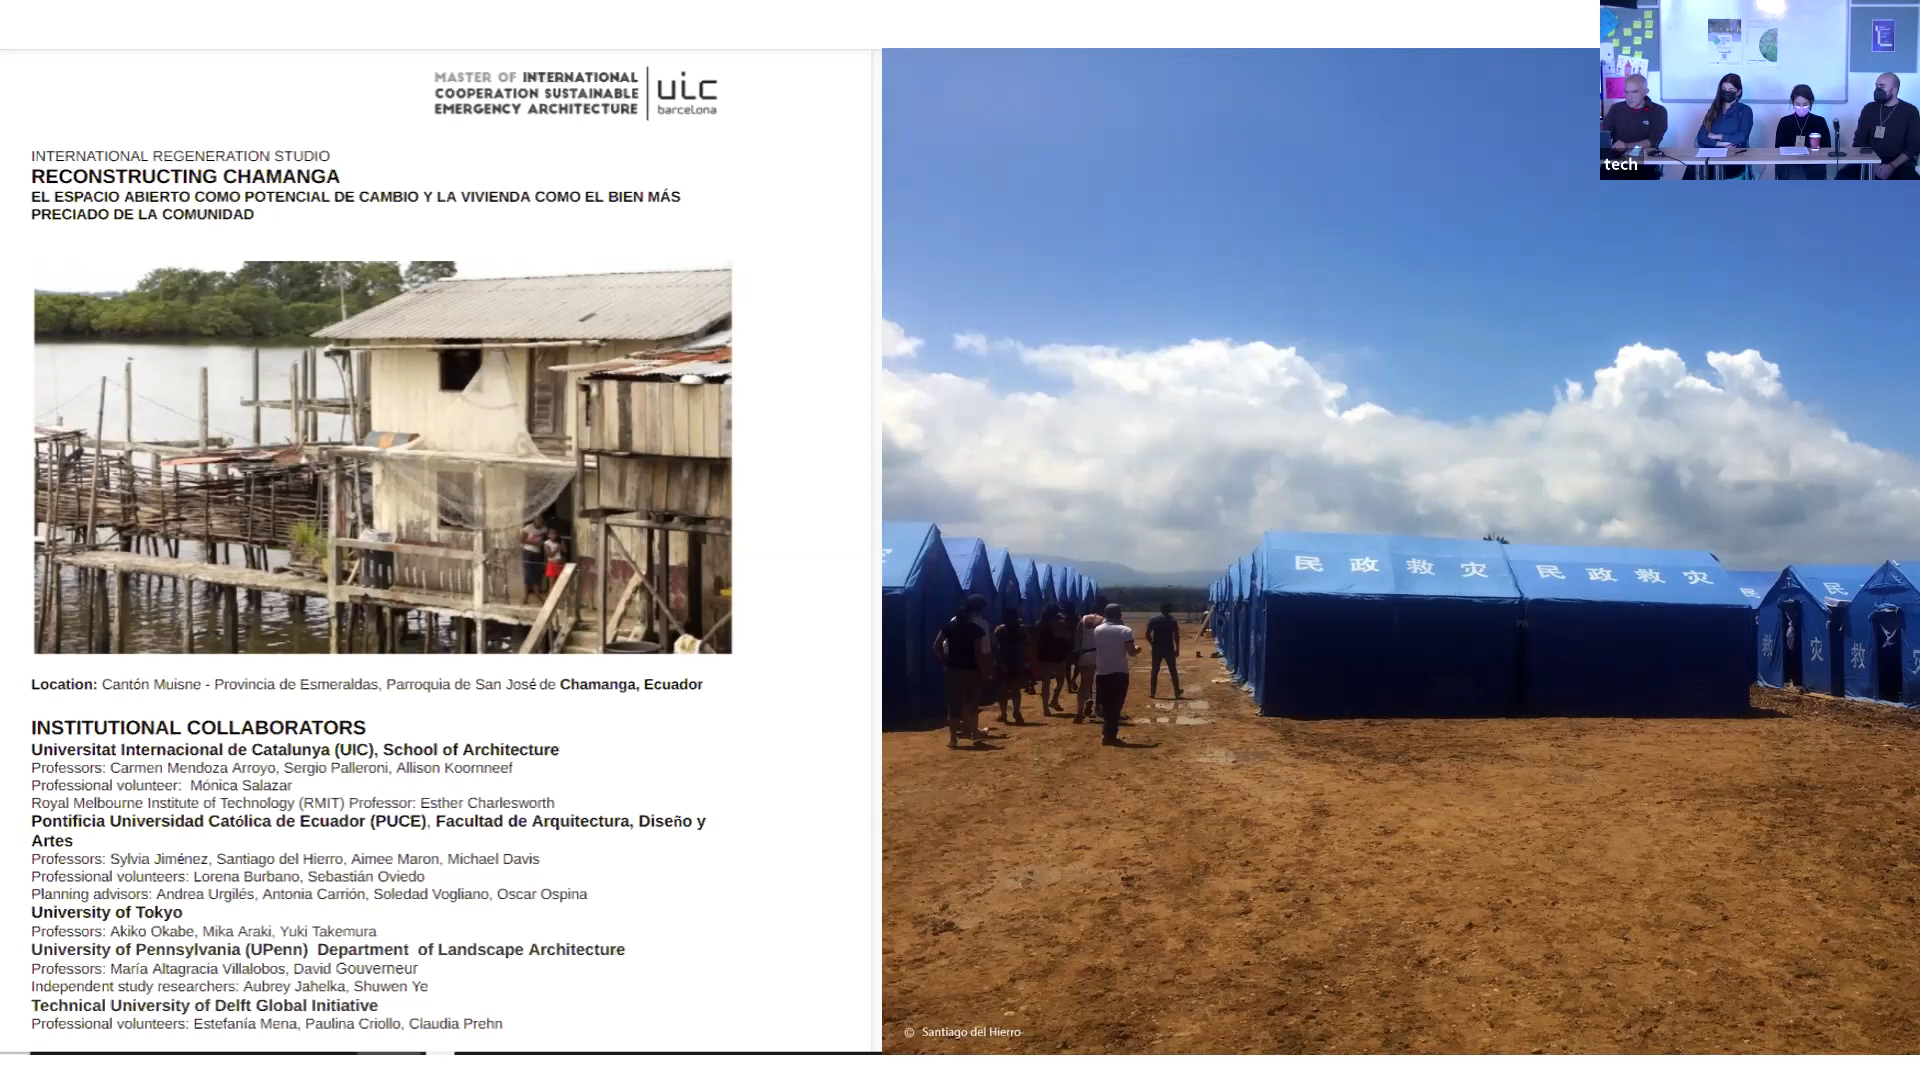 MASTER OF INTERNATIONAL
COOPERATION SUSTAINABLE
EMERGENCY ARCHITECTURE
uic
barcelona
INTERNATIONAL REGENERATION STUDIO
RECONSTRUCTING CHAMANGA
EL ESPACIO ABIERTO COMO POTENCIAL DE CAMBIO Y LA VIVIENDA COMO EL BIEN MÁS
PRECIADO DE LA COMUNIDAD
Location: Cantón Muisne - Provincia de Esmeraldas, Parroquia de San José de Chamanga, Ecuador
INSTITUTIONAL COLLABORATORS
Universitat Internacional de Catalunya (UIC), School of Architecture
Professors: Carmen Mendoza Arroyo, Sergio Palleroni, Allison Koornneef
Professional volunteer: Mónica Salazar
Royal Melbourne Institute of Technology (RMIT) Professor: Esther Charlesworth
Pontificia Universidad Católica de Ecuador (PUCE), Facultad de Arquitectura, Diseño y
Artes
Professors: Sylvia Jiménez, Santiago del Hierro, Aimee Maron, Michael Davis
Professional volunteers: Lorena Burbano, Sebastián Oviedo
Planning advisors: Andrea Urgilés, Antonia Carrión, Soledad Vogliano, Oscar Ospina
University of Tokyo
Professors: Akiko Okabe, Mika Araki, Yuki Takemura
University of Pennsylvania (UPenn) Department of Landscape Architecture
Professors: María Altagracia Villalobos, David Gouverneur
Independent study researchers: Aubrey Jahelka, Shuwen Ye
Technical University of Delft Global Initiative
Professional volunteers: Estefanía Mena, Paulina Criollo, Claudia Prehn
tech
民政救灾 民政救灾
民 民
救灾 救灾
© Santiago del Hierro